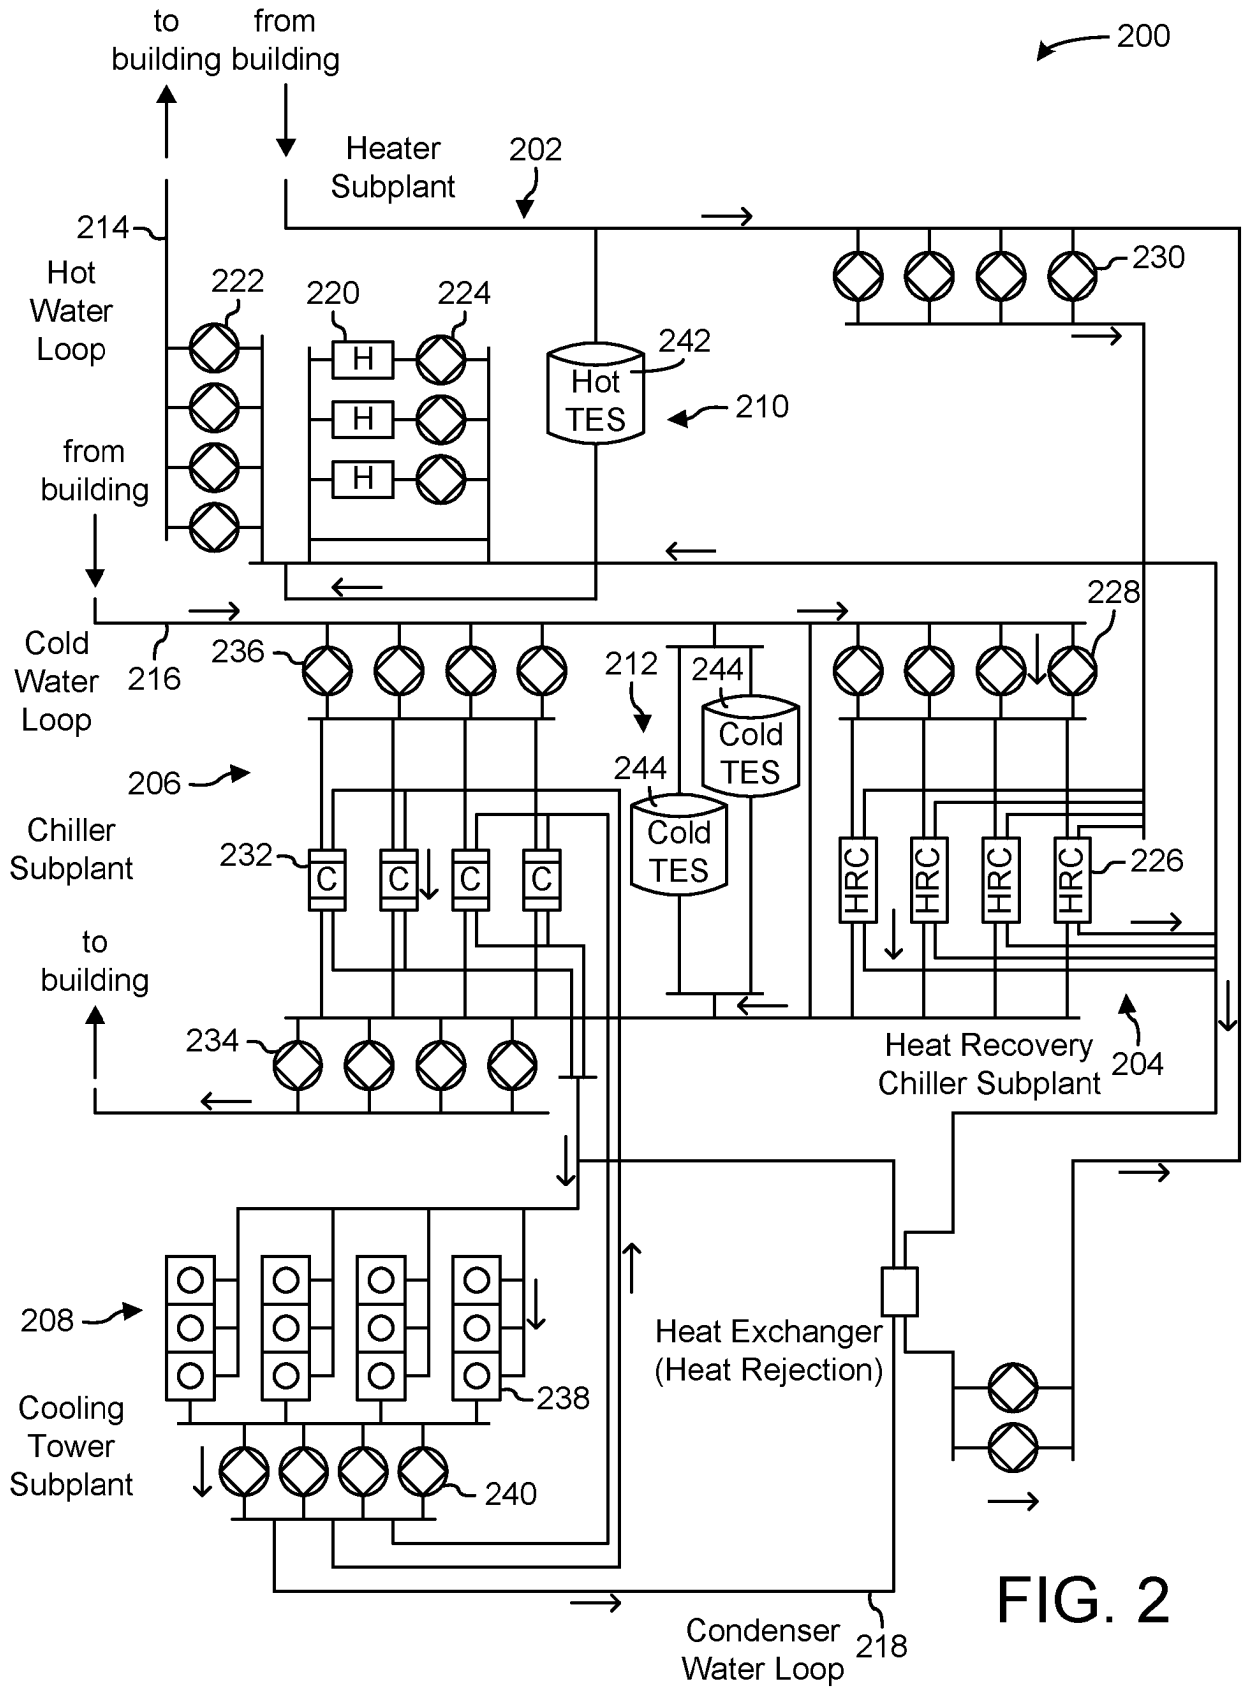 to
building
from
building
200
Heater
Subplant
202
214
Hot
Water
Loop
222
220
224
230
H
H
H
Hot
TES
242
210
from
building
Cold
Water
Loop
216
236
212
244
228
Cold
TES
244
Cold
TES
206
Chiller
Subplant
232
C
C
C
C
HRC
HRC
HRC
HRC
226
to
building
234
Heat Recovery
Chiller Subplant
204
208
Heat Exchanger
(Heat Rejection)
238
Cooling
Tower
Subplant
240
FIG. 2
Condenser
Water Loop
218